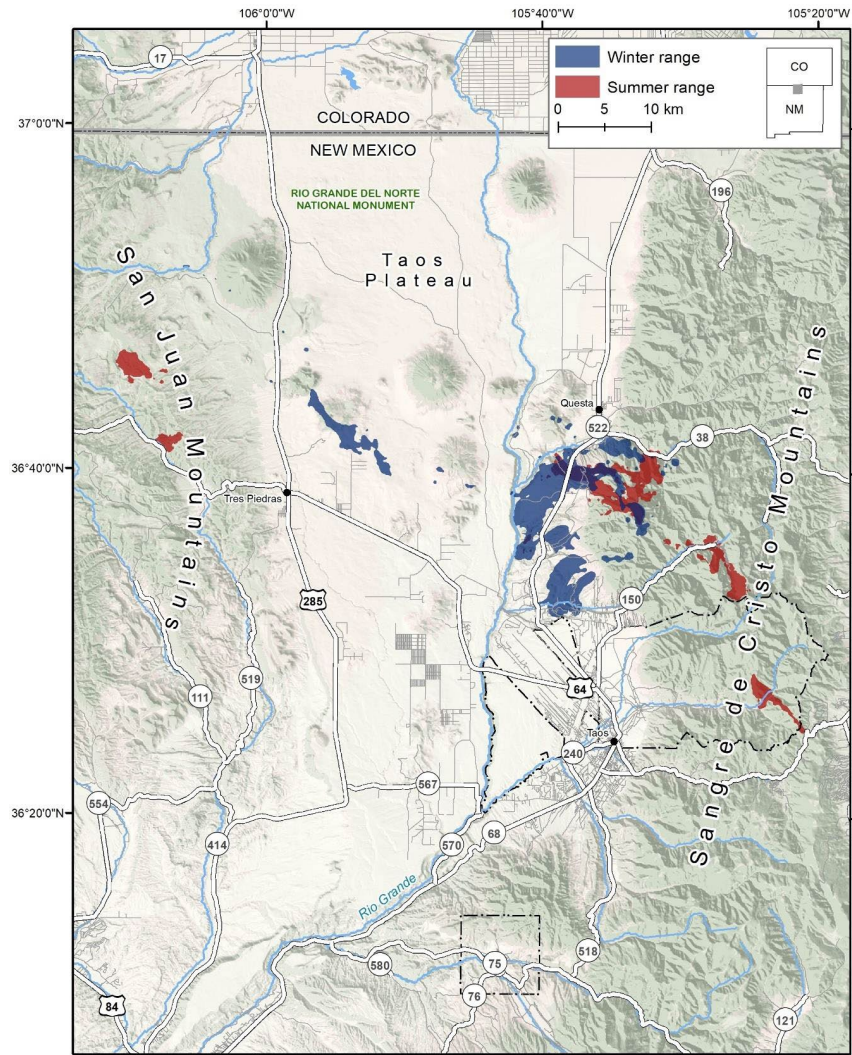 106°0'0"W
105°40'0"W
105°20'0"W
Winter range
Summer range
0 5 10 km
CO
NM
17
37°0'0"N
COLORADO
NEW MEXICO
RIO GRANDE DEL NORTE
NATIONAL MONUMENT
196
Taos
Plateau
San Juan Mountains
Questa
522
38
36°40'0"N
Tres Piedras
Sangre de Cristo Mountains
285
150
519
111
64
Taos
240
567
554
36°20'0"N
414
570
68
Rio Grande
518
580
75
76
84
121